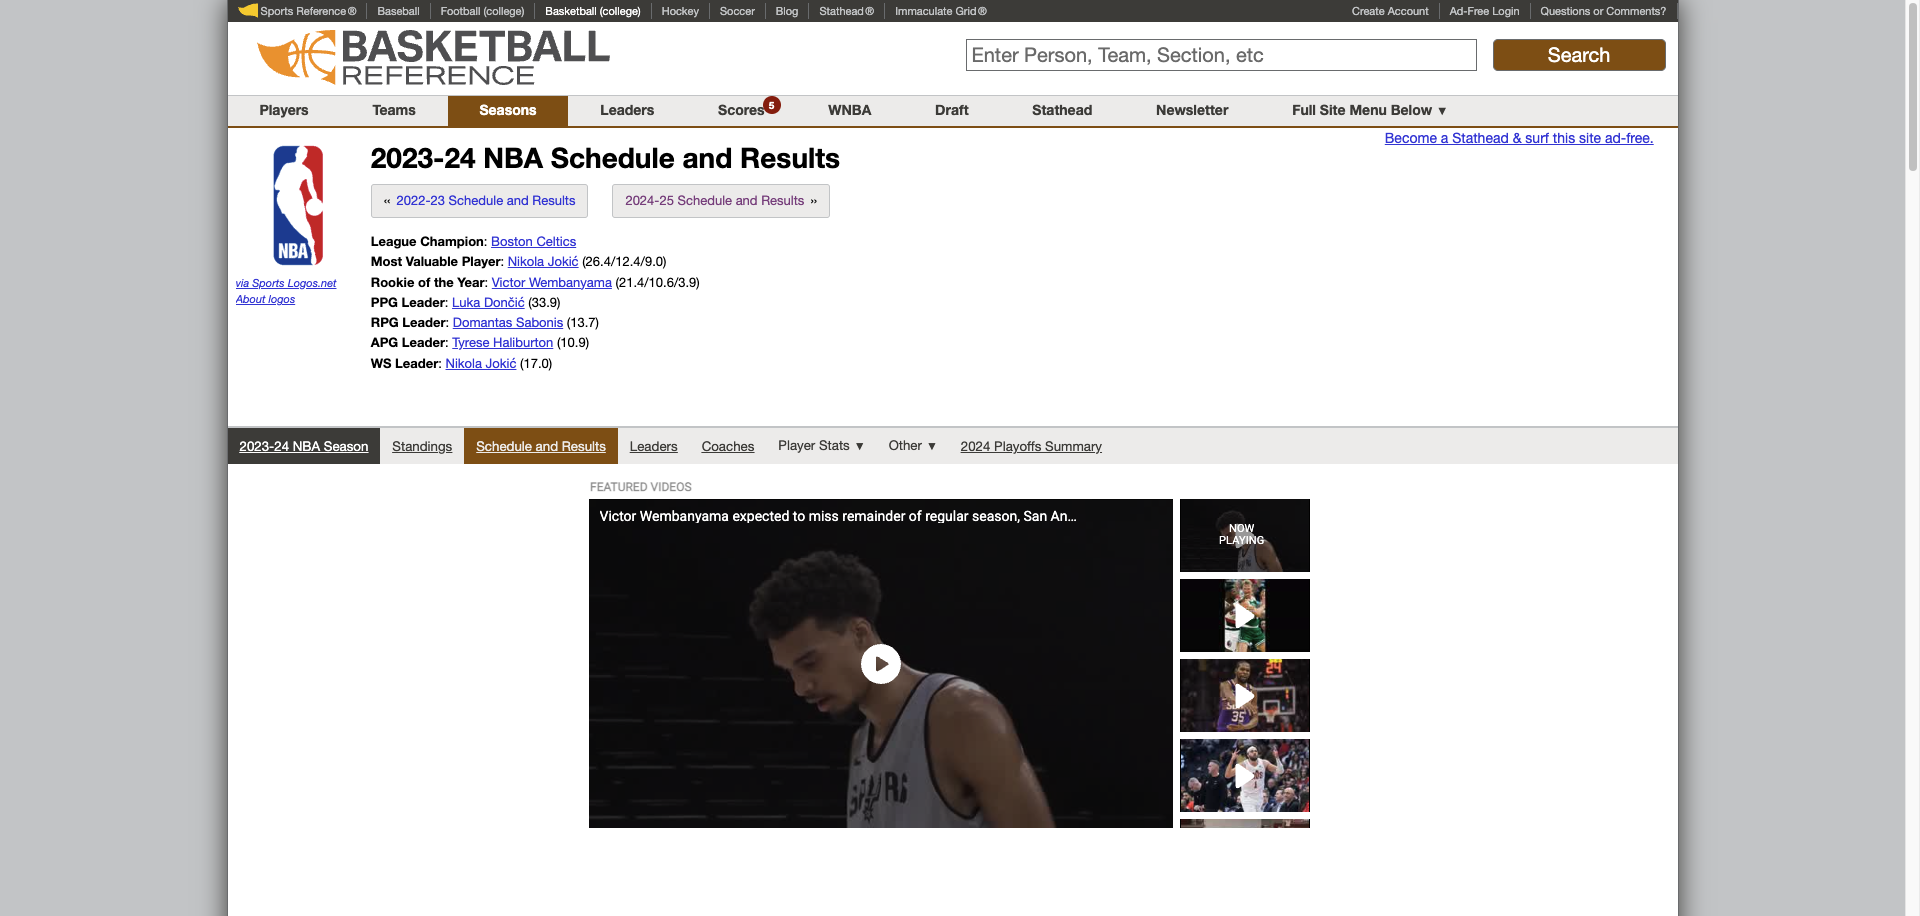 Sports Reference® Baseball Football (college) Basketball (college) Hockey Soccer Blog Stathead® Immaculate Grid® Create Account Ad-Free Login Questions or Comments?
BASKETBALL
REFERENCE
Enter Person, Team, Section, etc Search
Players Teams Seasons Leaders Scores 5 WNBA Draft Stathead Newsletter Full Site Menu Below ▼
Become a Stathead & surf this site ad-free.
NBA
via Sports Logos.net
About logos
2023-24 NBA Schedule and Results
« 2022-23 Schedule and Results 2024-25 Schedule and Results »
League Champion: Boston Celtics
Most Valuable Player: Nikola Jokić (26.4/12.4/9.0)
Rookie of the Year: Victor Wembanyama (21.4/10.6/3.9)
PPG Leader: Luka Dončić (33.9)
RPG Leader: Domantas Sabonis (13.7)
APG Leader: Tyrese Haliburton (10.9)
WS Leader: Nikola Jokić (17.0)
2023-24 NBA Season Standings Schedule and Results Leaders Coaches Player Stats ▼ Other ▼ 2024 Playoffs Summary
FEATURED VIDEOS
Victor Wembanyama expected to miss remainder of regular season, San An...
SPURS
NOW
PLAYING
24
35
1